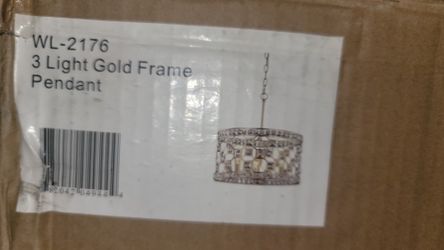 WL-2176
3 Light Gold Frame
Pendant